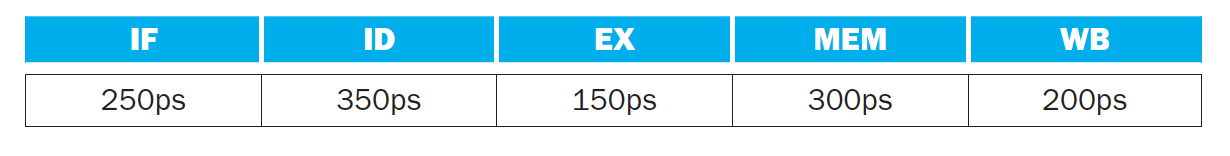 IF ID EX MEM WB
250ps 350ps 150ps 300ps 200ps